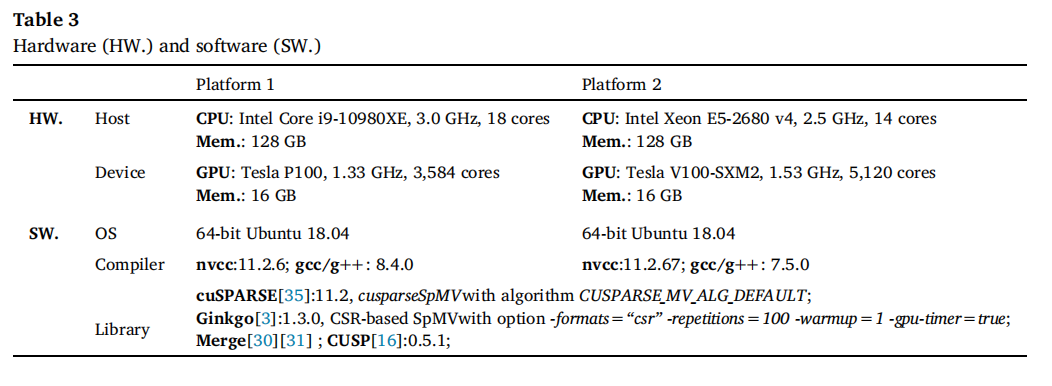 Table 3
Hardware (HW.) and software (SW.)
Platform 1 Platform 2
HW. Host CPU: Intel Core i9-10980XE, 3.0 GHz, 18 cores CPU: Intel Xeon E5-2680 v4, 2.5 GHz, 14 cores
Mem.: 128 GB Mem.: 128 GB
Device GPU: Tesla P100, 1.33 GHz, 3,584 cores GPU: Tesla V100-SXM2, 1.53 GHz, 5,120 cores
Mem.: 16 GB Mem.: 16 GB
SW. OS 64-bit Ubuntu 18.04 64-bit Ubuntu 18.04
Compiler nvcc:11.2.6; gcc/g++: 8.4.0 nvcc:11.2.67; gcc/g++: 7.5.0
cuSPARSE[35]:11.2, cusparseSpMVwith algorithm CUSPARSE_MV_ALG_DEFAULT;
Library Ginkgo[3]:1.3.0, CSR-based SpMVwith option -formats=“csr” -repetitions=100 -warmup=1 -gpu-timer=true;
Merge[30][31] ; CUSP[16]:0.5.1;